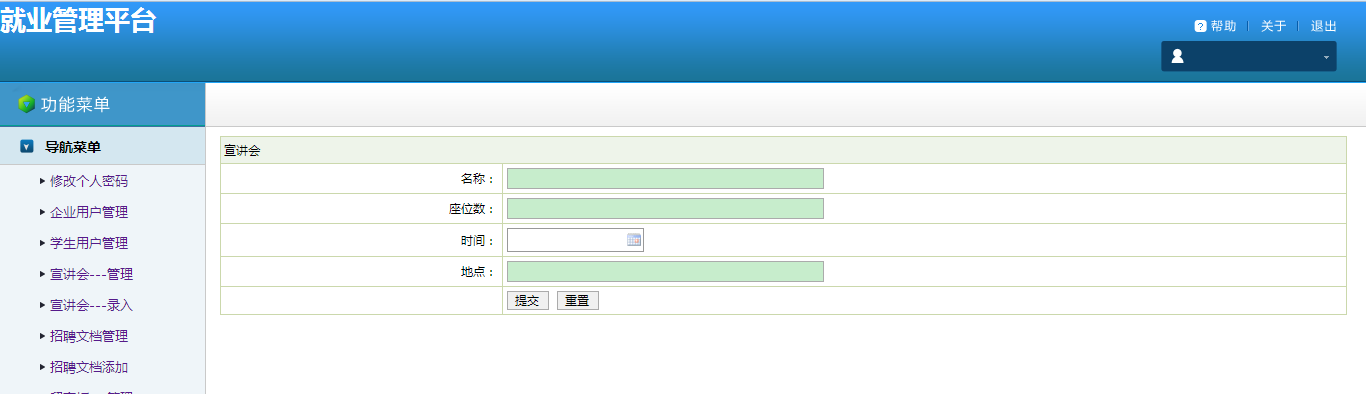 就业管理平台
帮助 | 关于 | 退出
功能菜单
导航菜单
修改个人密码
企业用户管理
学生用户管理
宣讲会---管理
宣讲会---录入
招聘文档管理
招聘文档添加
宣讲会
名称：
座位数：
时间：
地点：
提交 重置